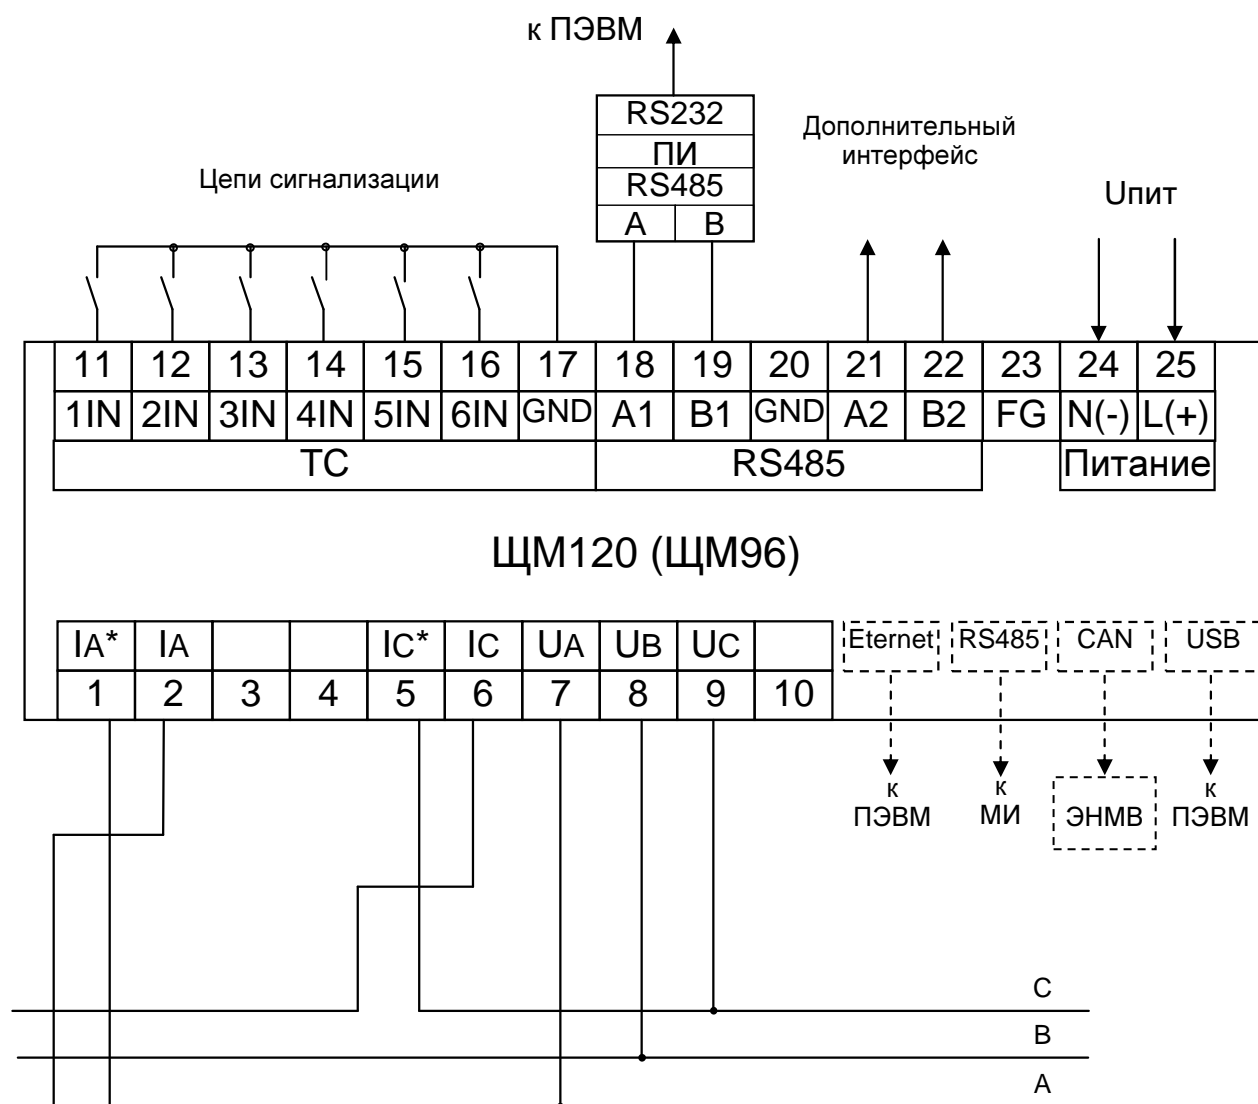 к ПЭВМ
RS232
ПИ
RS485
A B
Дополнительный
интерфейс
Цепи сигнализации
Uпит
11 12 13 14 15 16 17 18 19 20 21 22 23 24 25
1IN 2IN 3IN 4IN 5IN 6IN GND A1 B1 GND A2 B2 FG N(-) L(+)
ТС RS485 Питание
ЩМ120 (ЩМ96)
IA* IA IC* IC UA UB UC
1 2 3 4 5 6 7 8 9 10
Eternet RS485 CAN USB
к к к
ПЭВМ МИ ЭНМВ ПЭВМ
C
B
A